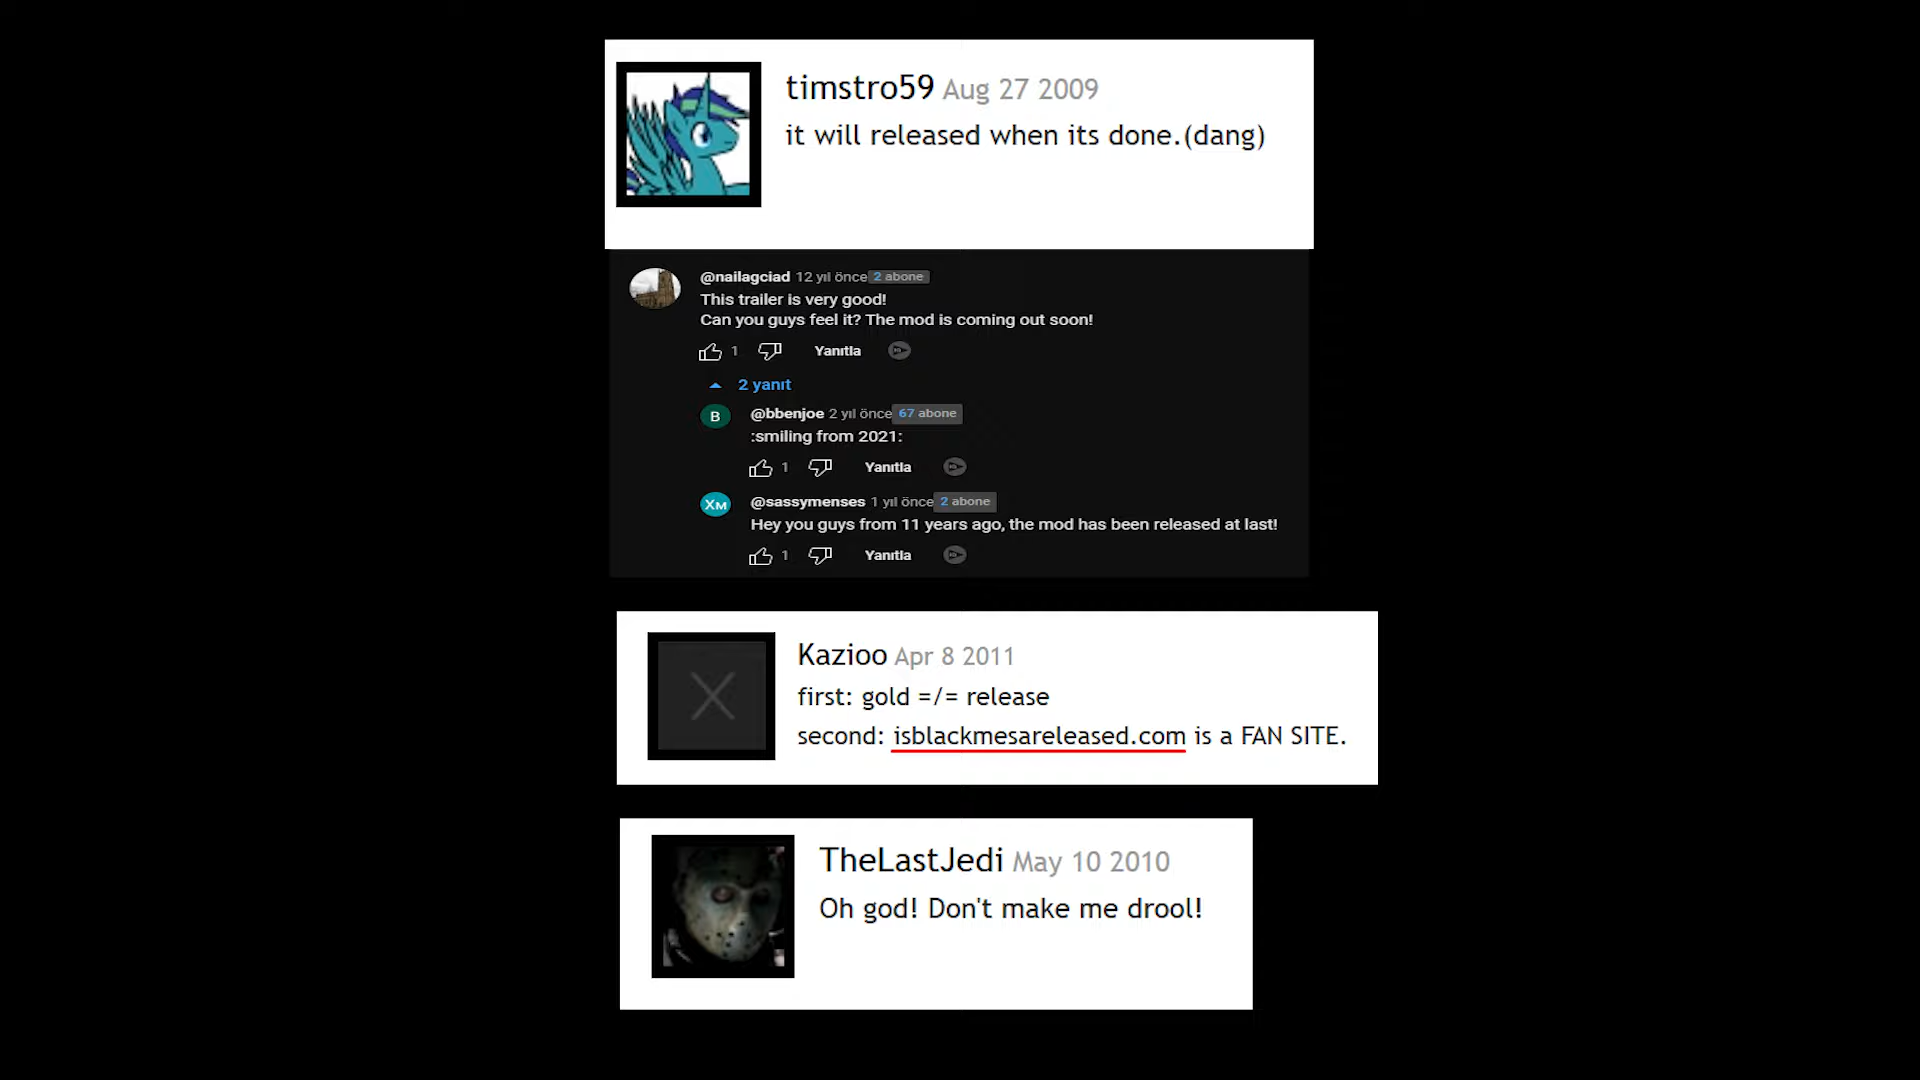 timstro59 Aug 27 2009
it will released when its done.(dang)
@nailagciad 12 yıl önce 2 abone
This trailer is very good!
Can you guys feel it? The mod is coming out soon!
1 Yanıtla
2 yanıt
B @bbenjoe 2 yıl önce 67 abone
:smiling from 2021:
1 Yanıtla
XM @sassymenses 1 yıl önce 2 abone
Hey you guys from 11 years ago, the mod has been released at last!
1 Yanıtla
Kazioo Apr 8 2011
first: gold =/= release
second: isblackmesareleased.com is a FAN SITE.
TheLastJedi May 10 2010
Oh god! Don't make me drool!